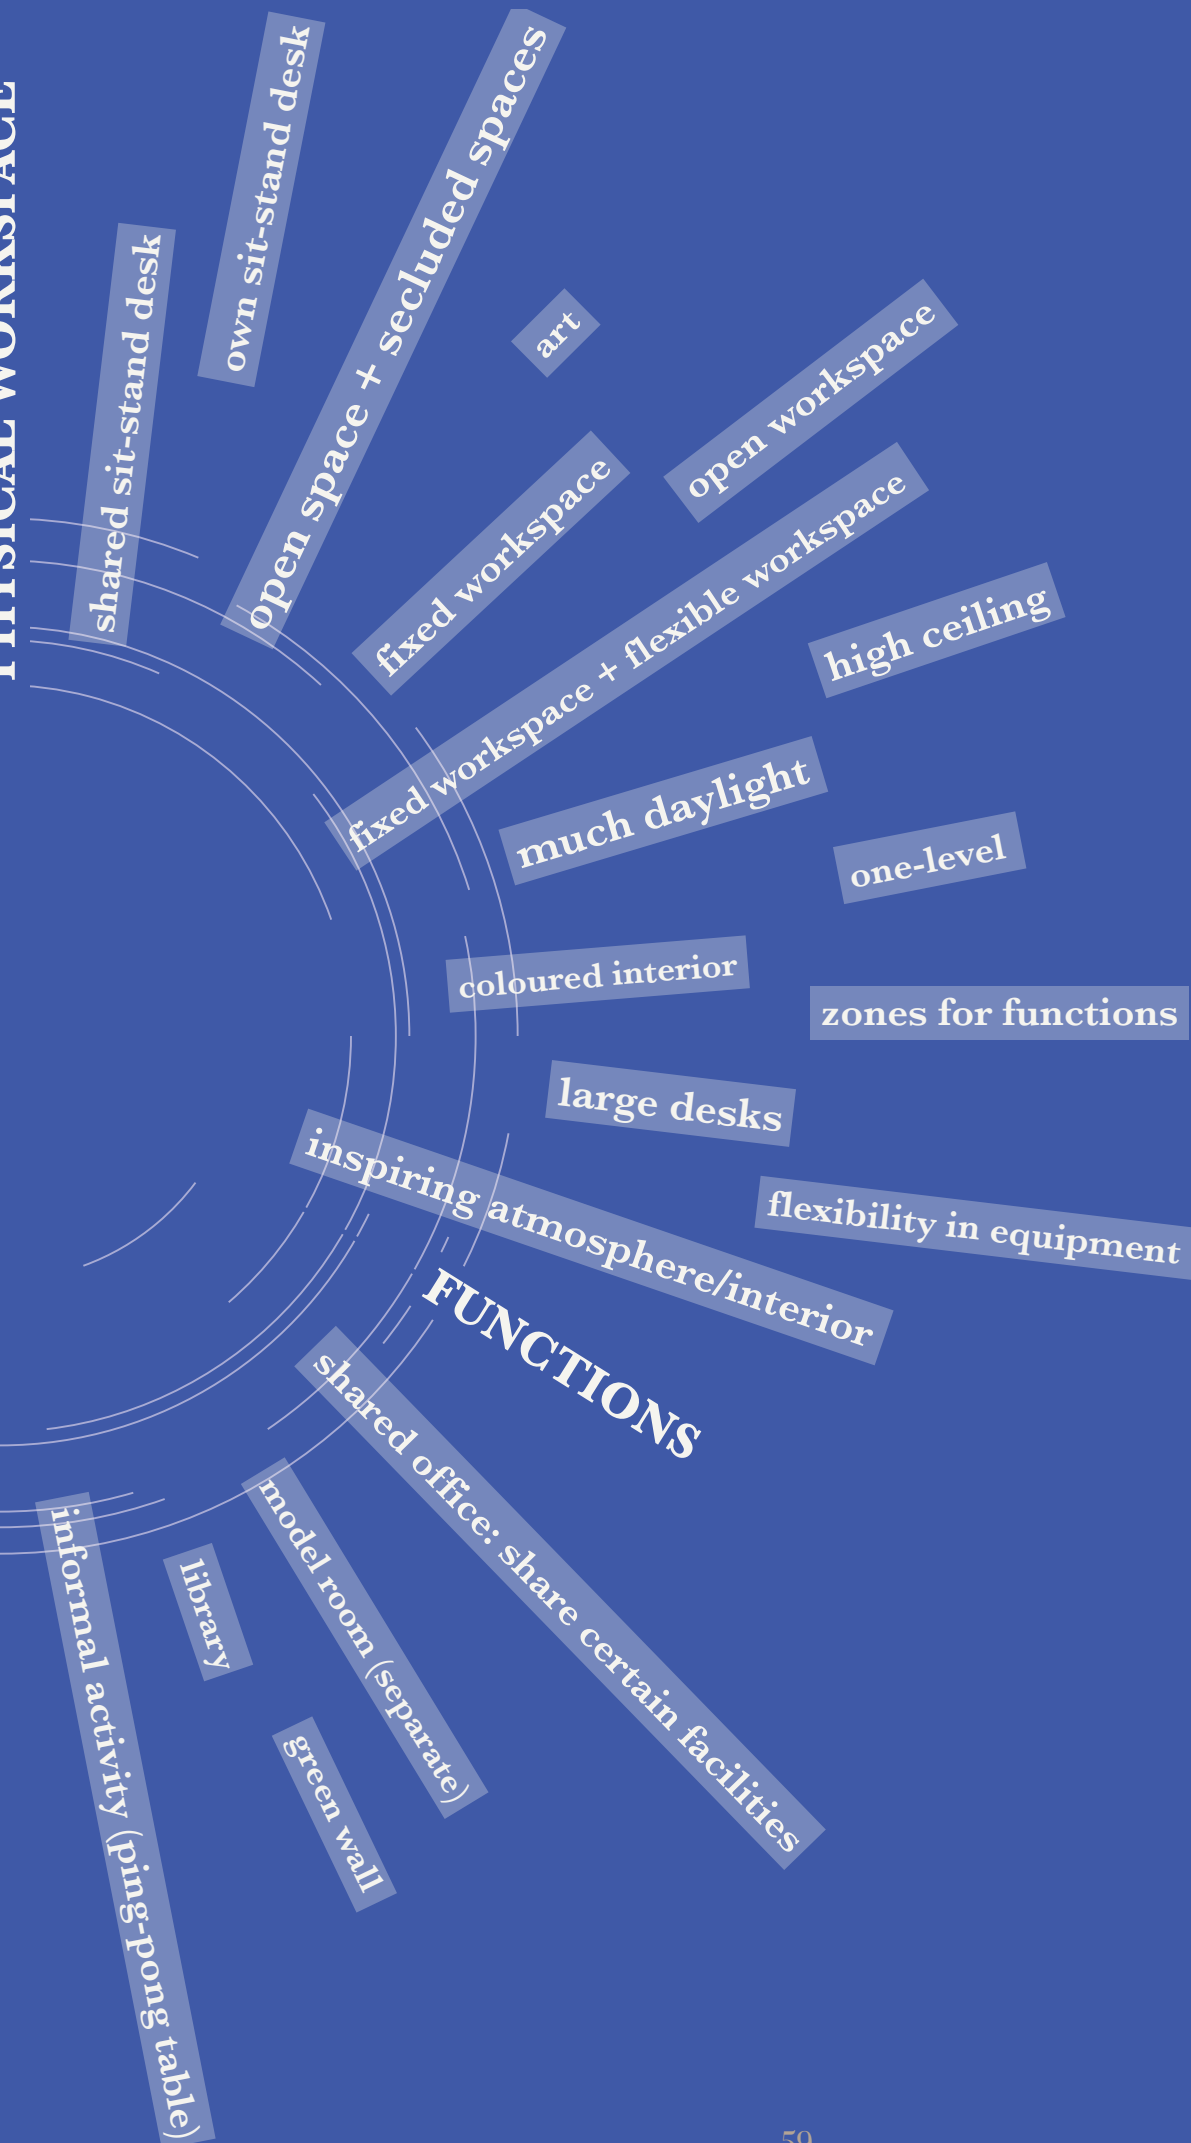 PHYSICAL WORKSPACE
shared sit-stand desk
own sit-stand desk
open space + secluded spaces
art
fixed workspace
open workspace
fixed workspace + flexible workspace
high ceiling
much daylight
one-level
coloured interior
zones for functions
large desks
flexibility in equipment
inspiring atmosphere/interior
FUNCTIONS
shared office: share certain facilities
model room (separate)
green wall
library
informal activity (ping-pong table)
59